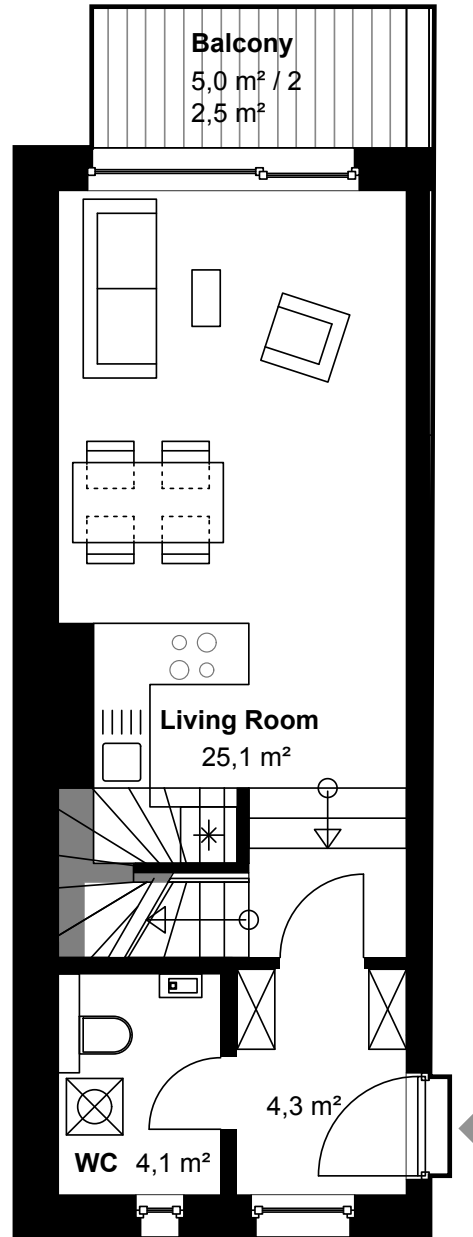 Balcony
5,0 m² / 2
2,5 m²
Living Room
25,1 m²
4,3 m²
WC 4,1 m²